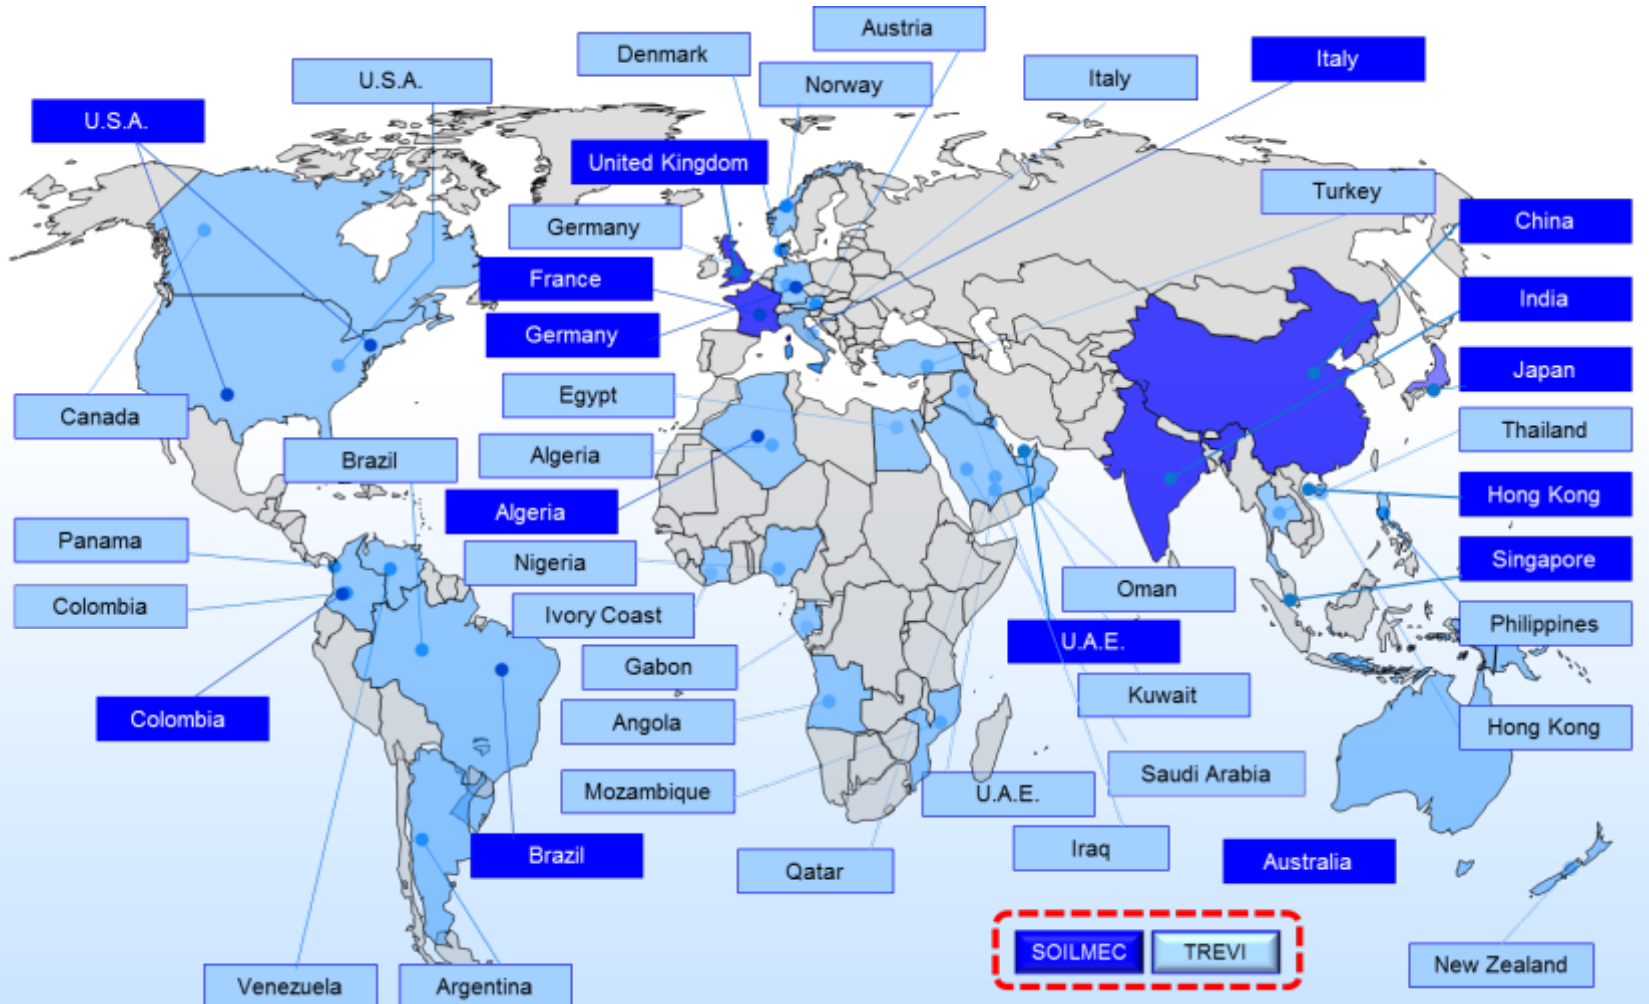 Austria
Denmark
Italy
U.S.A.
Norway
Italy
U.S.A.
United Kingdom
Turkey
Germany
China
France
India
Germany
Japan
Egypt
Canada
Thailand
Brazil
Algeria
Algeria
Hong Kong
Panama
Nigeria
Singapore
Colombia
Ivory Coast
Oman
Philippines
U.A.E.
Gabon
Kuwait
Colombia
Angola
Hong Kong
Saudi Arabia
Mozambique
U.A.E.
Iraq
Brazil
Qatar
Australia
SOILMEC
TREVI
New Zealand
Venezuela
Argentina